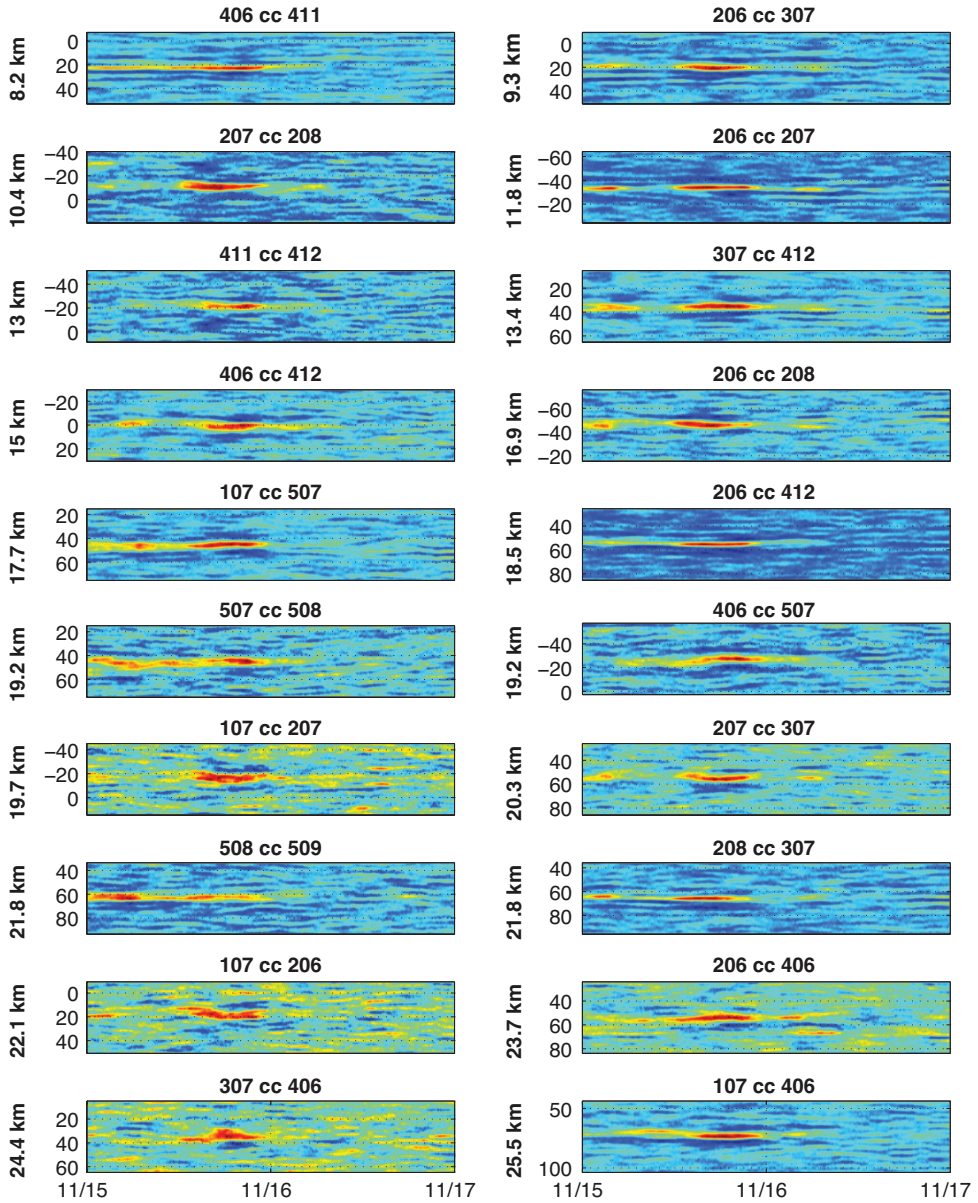 406 cc 411
8.2 km
0
20
40
206 cc 307
9.3 km
0
20
40
207 cc 208
10.4 km
−40
−20
0
206 cc 207
11.8 km
−60
−40
−20
411 cc 412
13 km
−40
−20
0
307 cc 412
13.4 km
20
40
60
406 cc 412
15 km
−20
0
20
206 cc 208
16.9 km
−60
−40
−20
107 cc 507
17.7 km
20
40
60
206 cc 412
18.5 km
40
60
80
507 cc 508
19.2 km
20
40
60
406 cc 507
19.2 km
−40
−20
0
107 cc 207
19.7 km
−40
−20
0
207 cc 307
20.3 km
40
60
80
508 cc 509
21.8 km
40
60
80
208 cc 307
21.8 km
40
60
80
107 cc 206
22.1 km
0
20
40
206 cc 406
23.7 km
40
60
80
307 cc 406
24.4 km
20
40
60
11/15 11/16 11/17
107 cc 406
25.5 km
50
100
11/15 11/16 11/17